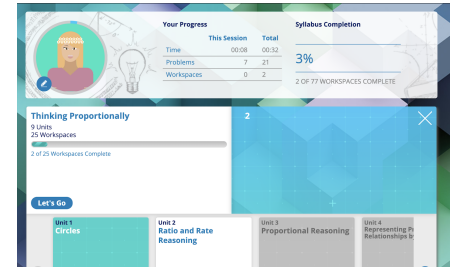 Your Progress
This Session Total
Time 00:08 00:32
Problems 7 21
Workspaces 0 2
Syllabus Completion
3%
2 OF 77 WORKSPACES COMPLETE
Thinking Proportionally
9 Units
25 Workspaces
2 of 25 Workspaces Complete
Let's Go
2
Unit 1
Circles
Unit 2
Ratio and Rate
Reasoning
Unit 3
Proportional Reasoning
Unit 4
Representing
Relationships